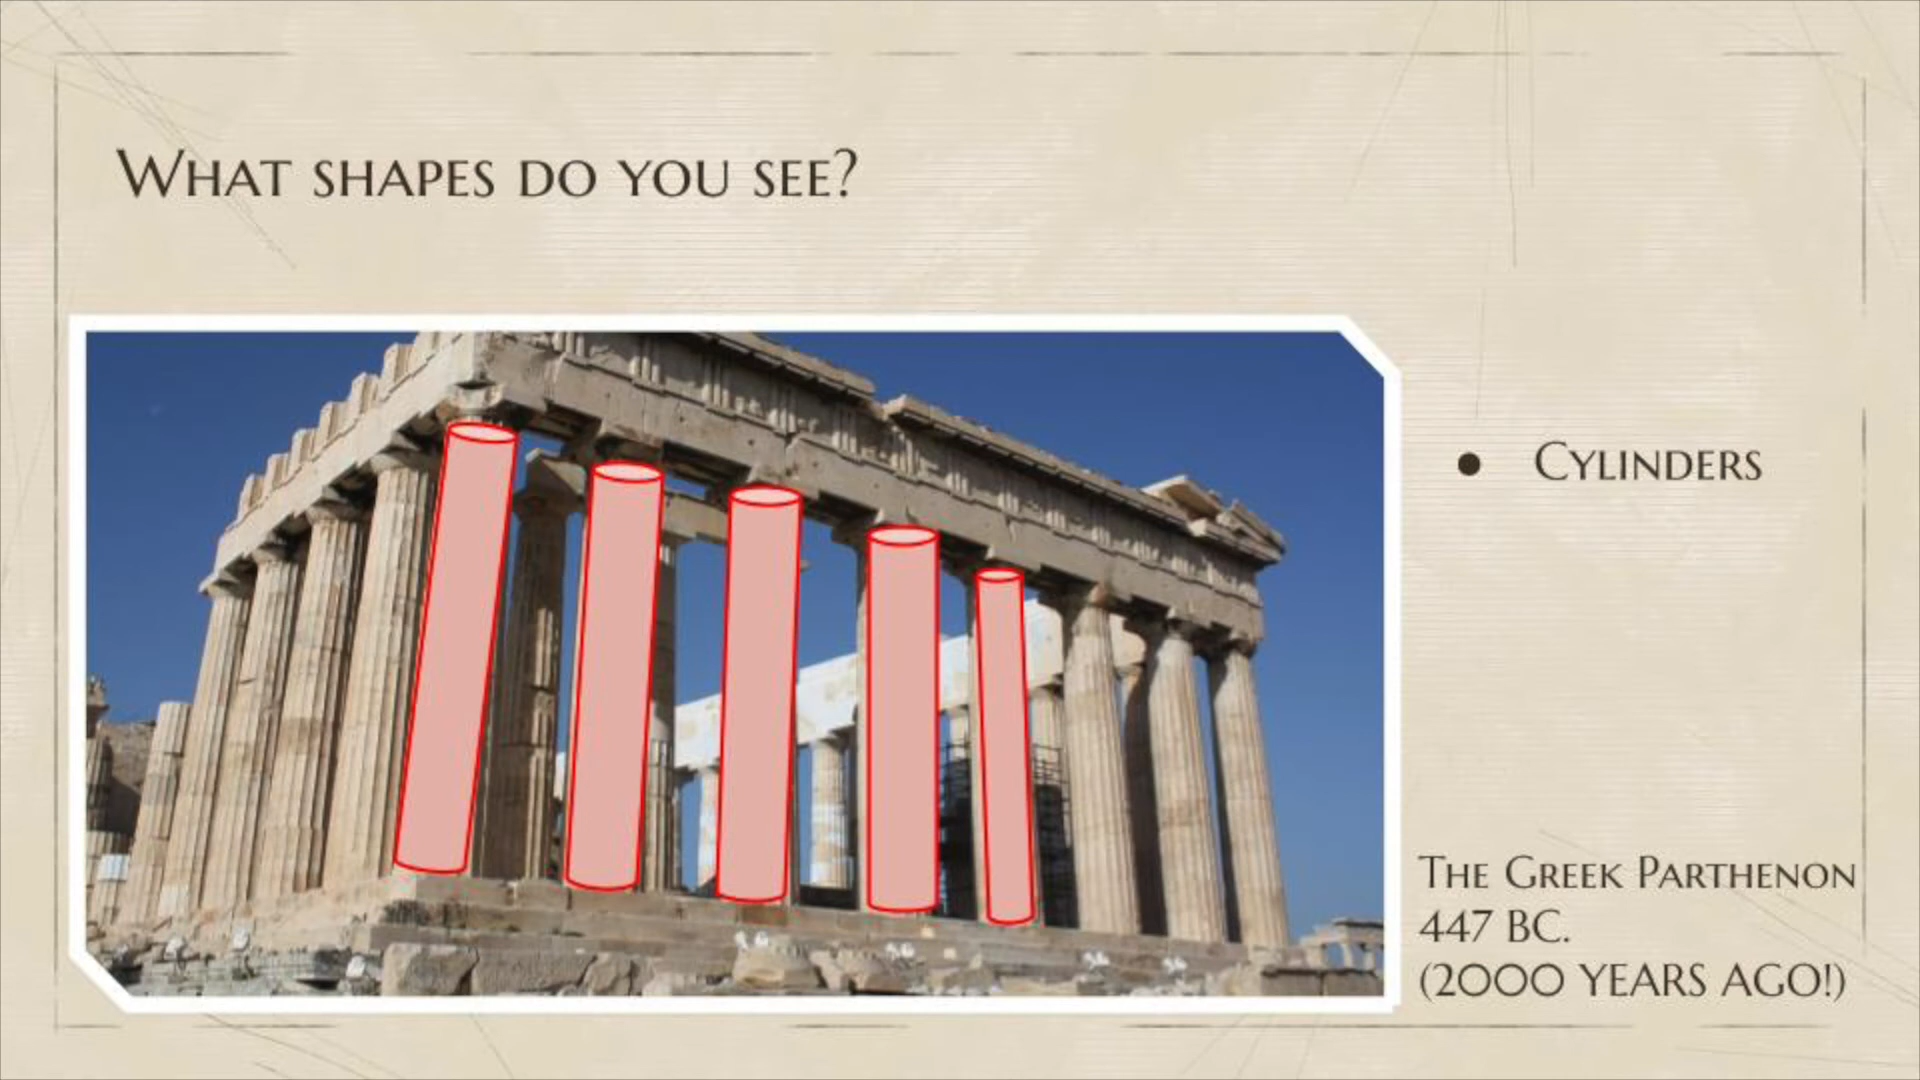 What shapes do you see?
• Cylinders
The Greek Parthenon
447 BC.
(2000 years ago!)